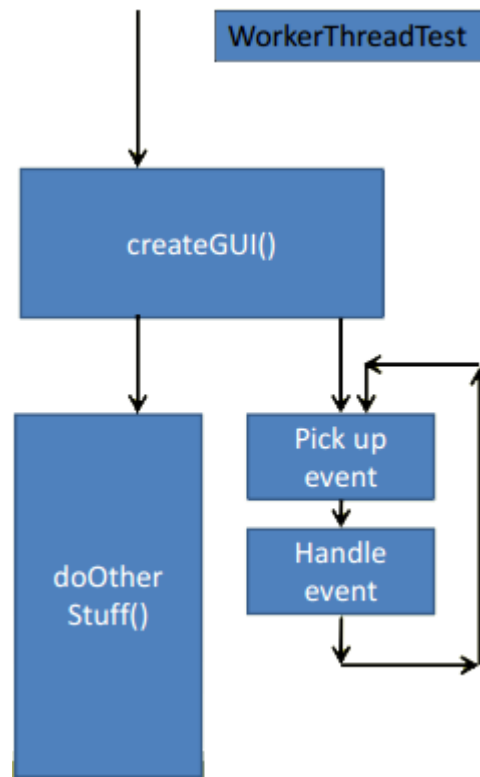 WorkerThreadTest
createGUI()
Pick up
event
Handle
event
doOther
Stuff()